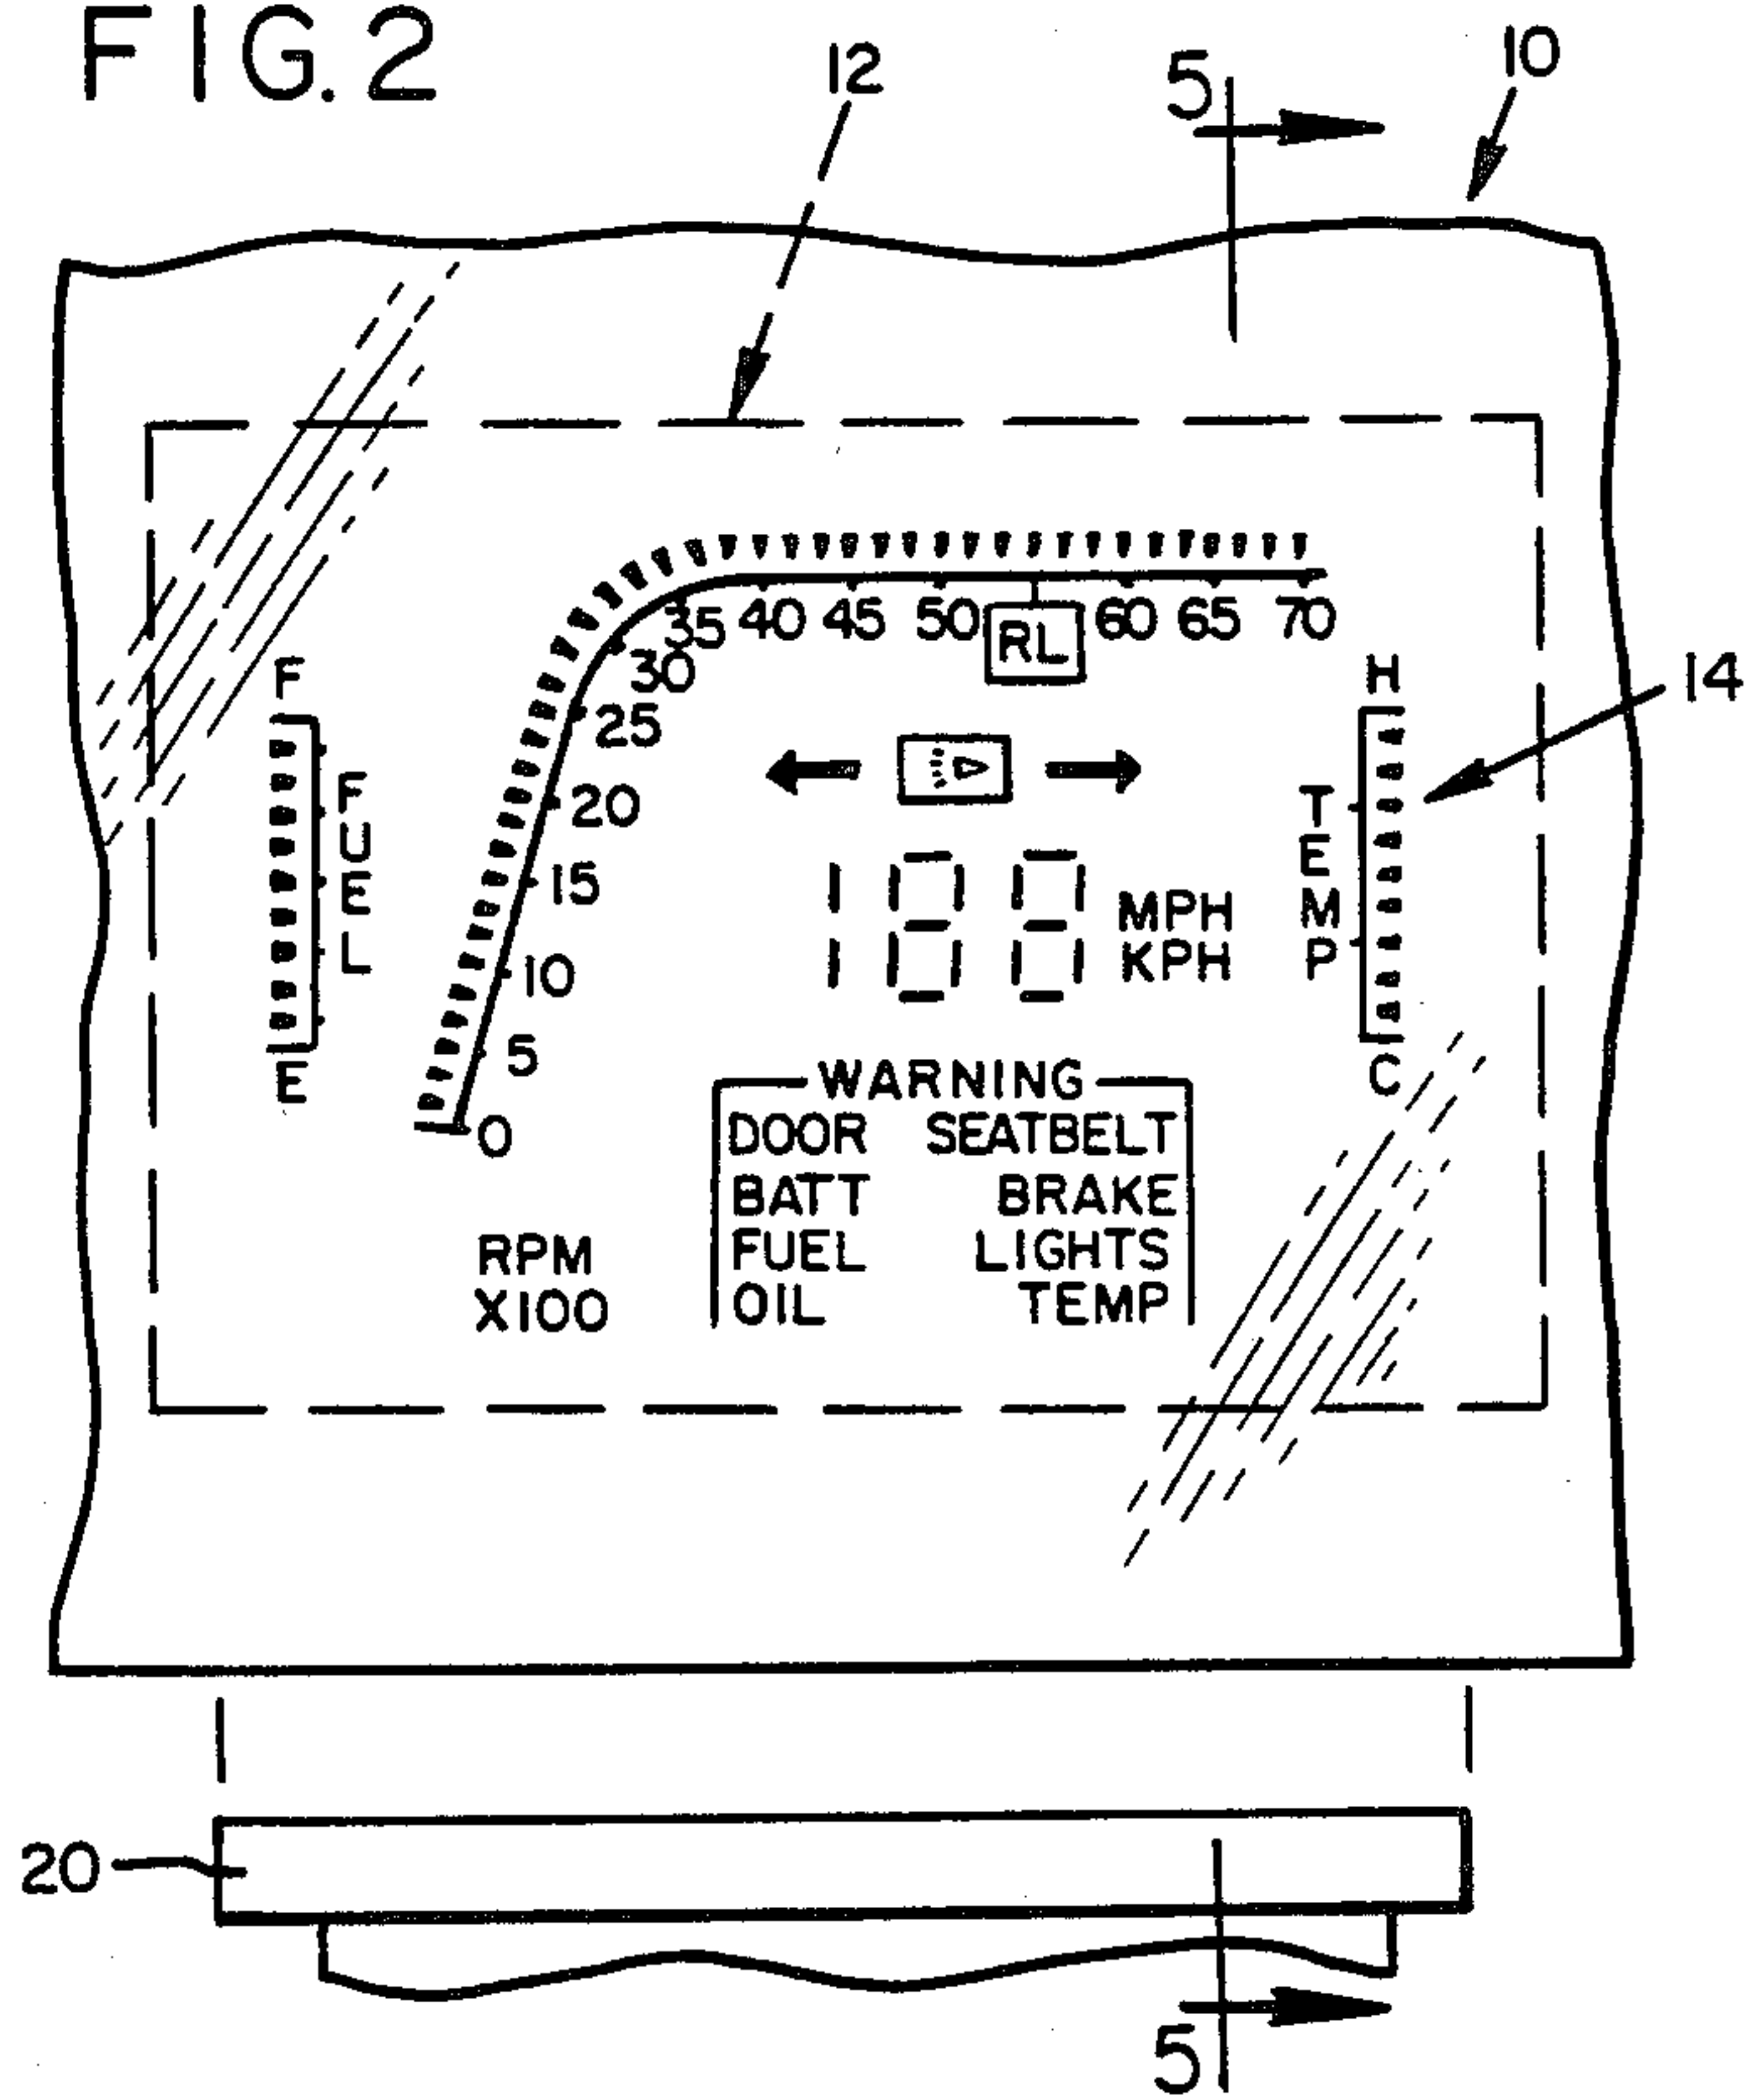 FIG. 2
12
5
10
35 40 45 50 RL 60 65 70
30
25
20
15
10
5
0
F
FUEL
E
H
TEMP
C
14
188 MPH
KPH
WARNING
DOOR SEATBELT
BATT BRAKE
FUEL LIGHTS
OIL TEMP
RPM
X100
20
5